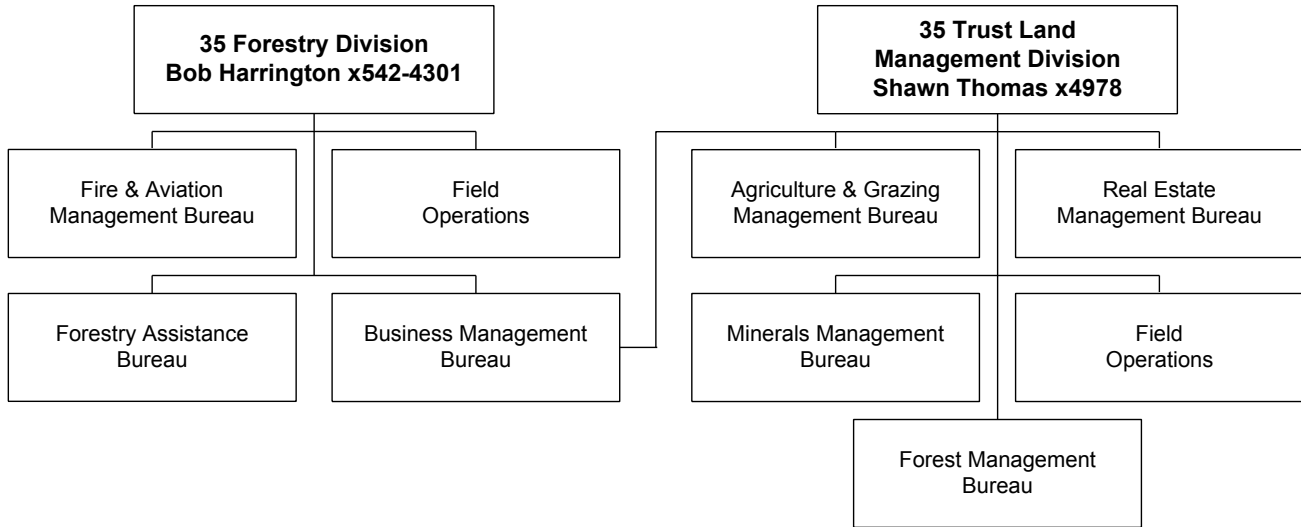 35 Forestry Division
Bob Harrington x542-4301
35 Trust Land
Management Division
Shawn Thomas x4978
Fire & Aviation
Management Bureau
Field
Operations
Agriculture & Grazing
Management Bureau
Real Estate
Management Bureau
Forestry Assistance
Bureau
Business Management
Bureau
Minerals Management
Bureau
Field
Operations
Forest Management
Bureau